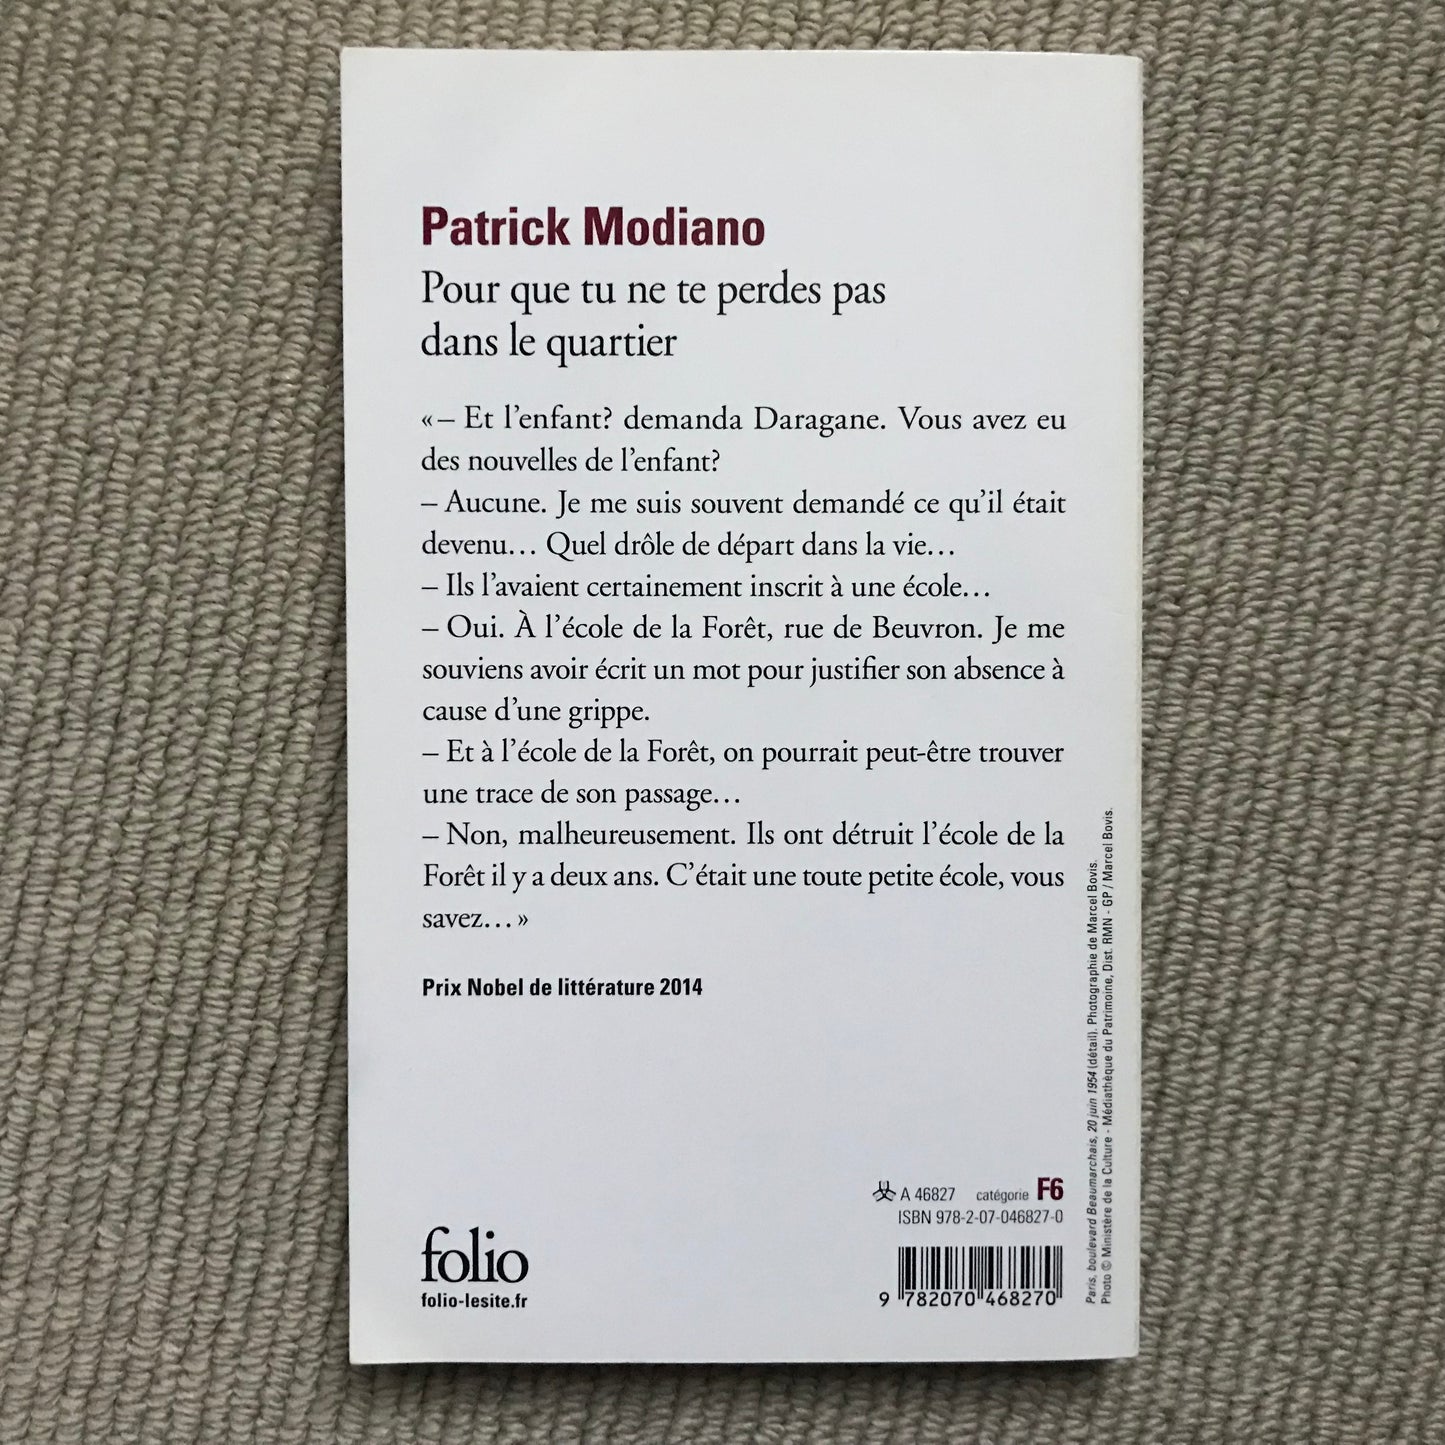 Patrick Modiano
Pour que tu ne te perdes pas
dans le quartier
« – Et l'enfant? demanda Daragane. Vous avez eu
des nouvelles de l'enfant?
– Aucune. Je me suis souvent demandé ce qu'il était
devenu… Quel drôle de départ dans la vie…
– Ils l'avaient certainement inscrit à une école…
– Oui. À l'école de la Forêt, rue de Beuvron. Je me
souviens avoir écrit un mot pour justifier son absence à
cause d'une grippe.
– Et à l'école de la Forêt, on pourrait peut-être trouver
une trace de son passage…
– Non, malheureusement. Ils ont détruit l'école de la
Forêt il y a deux ans. C'était une toute petite école, vous
savez… »
Prix Nobel de littérature 2014
A 46827 catégorie F6
ISBN 978-2-07-046827-0
folio
folio-lesite.fr
9 782070 468270
Paris, boulevard Beaumarchais, 20 juin 1954 (détail). Photographie de Marcel Bovis.
Photo © Ministère de la Culture - Médiathèque du Patrimoine, Dist. RMN - GP / Marcel Bovis.